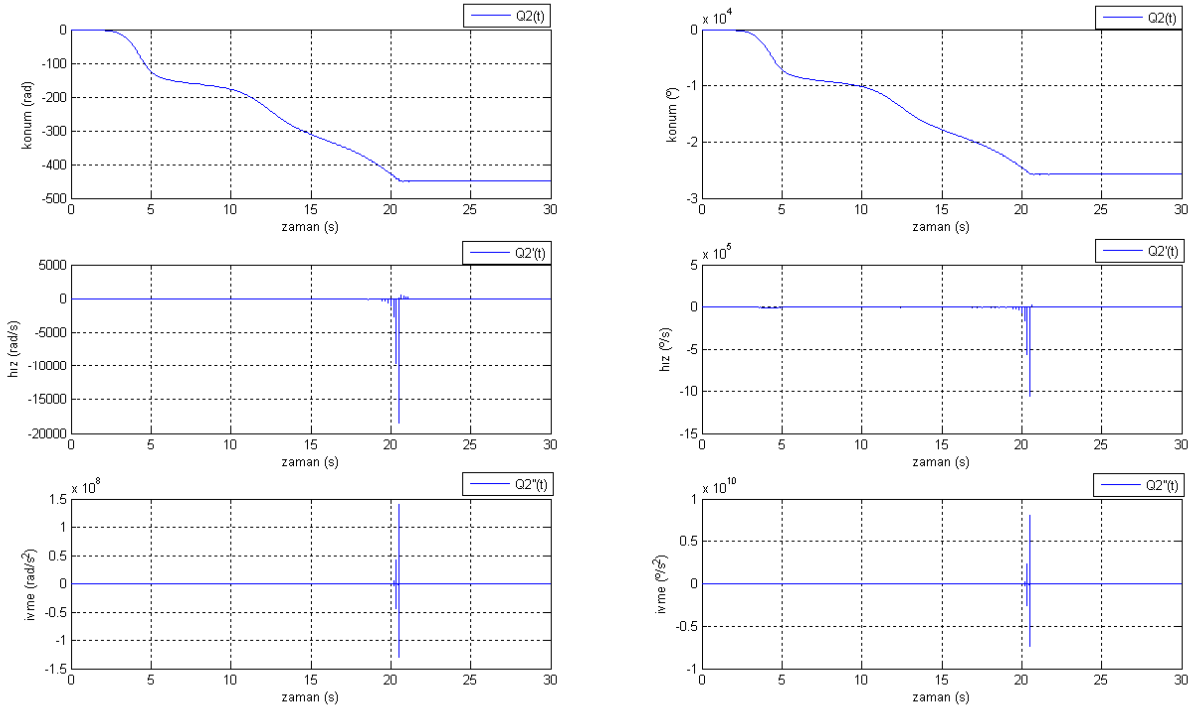 Q2(t)
0
-100
-200
-300
-400
-500
konum (rad)
0 5 10 15 20 25 30
zaman (s)
x 10^4
Q2(t)
0
-1
-2
-3
konum (º)
0 5 10 15 20 25 30
zaman (s)
Q2'(t)
5000
0
-5000
-10000
-15000
-20000
hız (rad/s)
0 5 10 15 20 25 30
zaman (s)
x 10^5
Q2'(t)
5
0
-5
-10
-15
hız (º/s)
0 5 10 15 20 25 30
zaman (s)
x 10^8
Q2''(t)
1.5
1
0.5
0
-0.5
-1
-1.5
ivme (rad/s^2)
0 5 10 15 20 25 30
zaman (s)
x 10^10
Q2''(t)
1
0.5
0
-0.5
-1
ivme (º/s^2)
0 5 10 15 20 25 30
zaman (s)